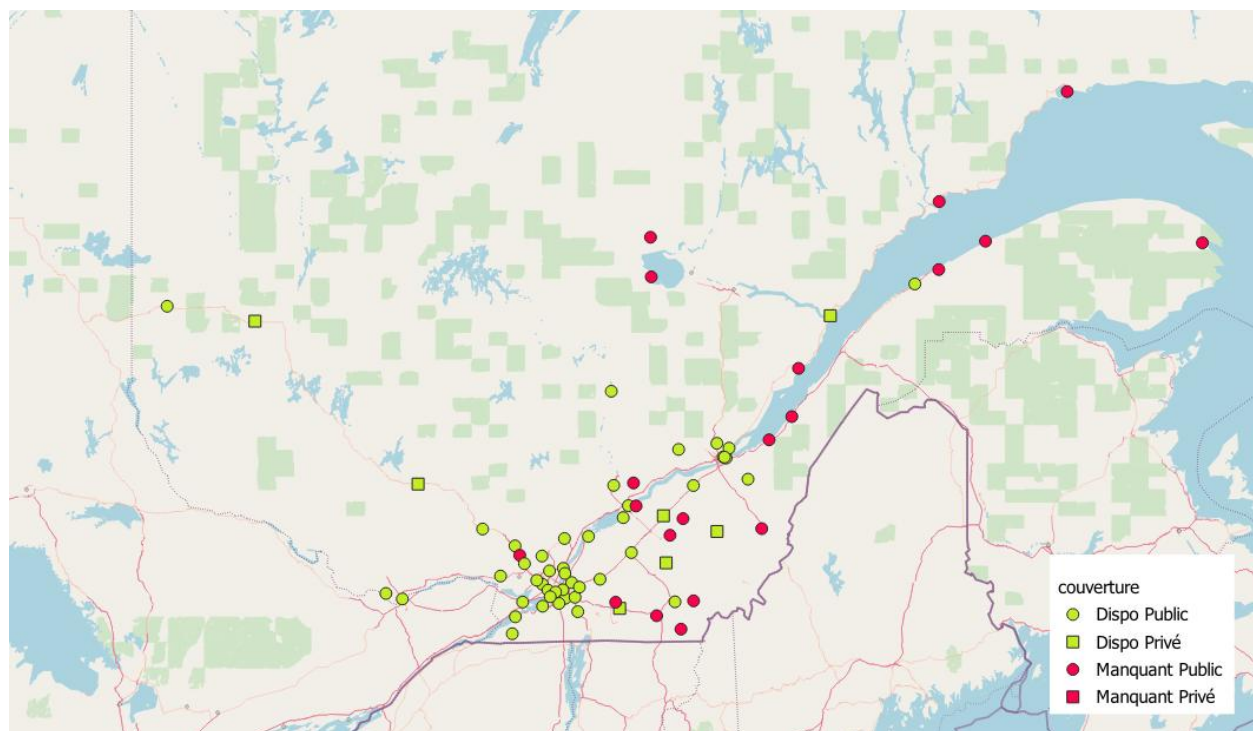 couverture
Dispo Public
Dispo Privé
Manquant Public
Manquant Privé